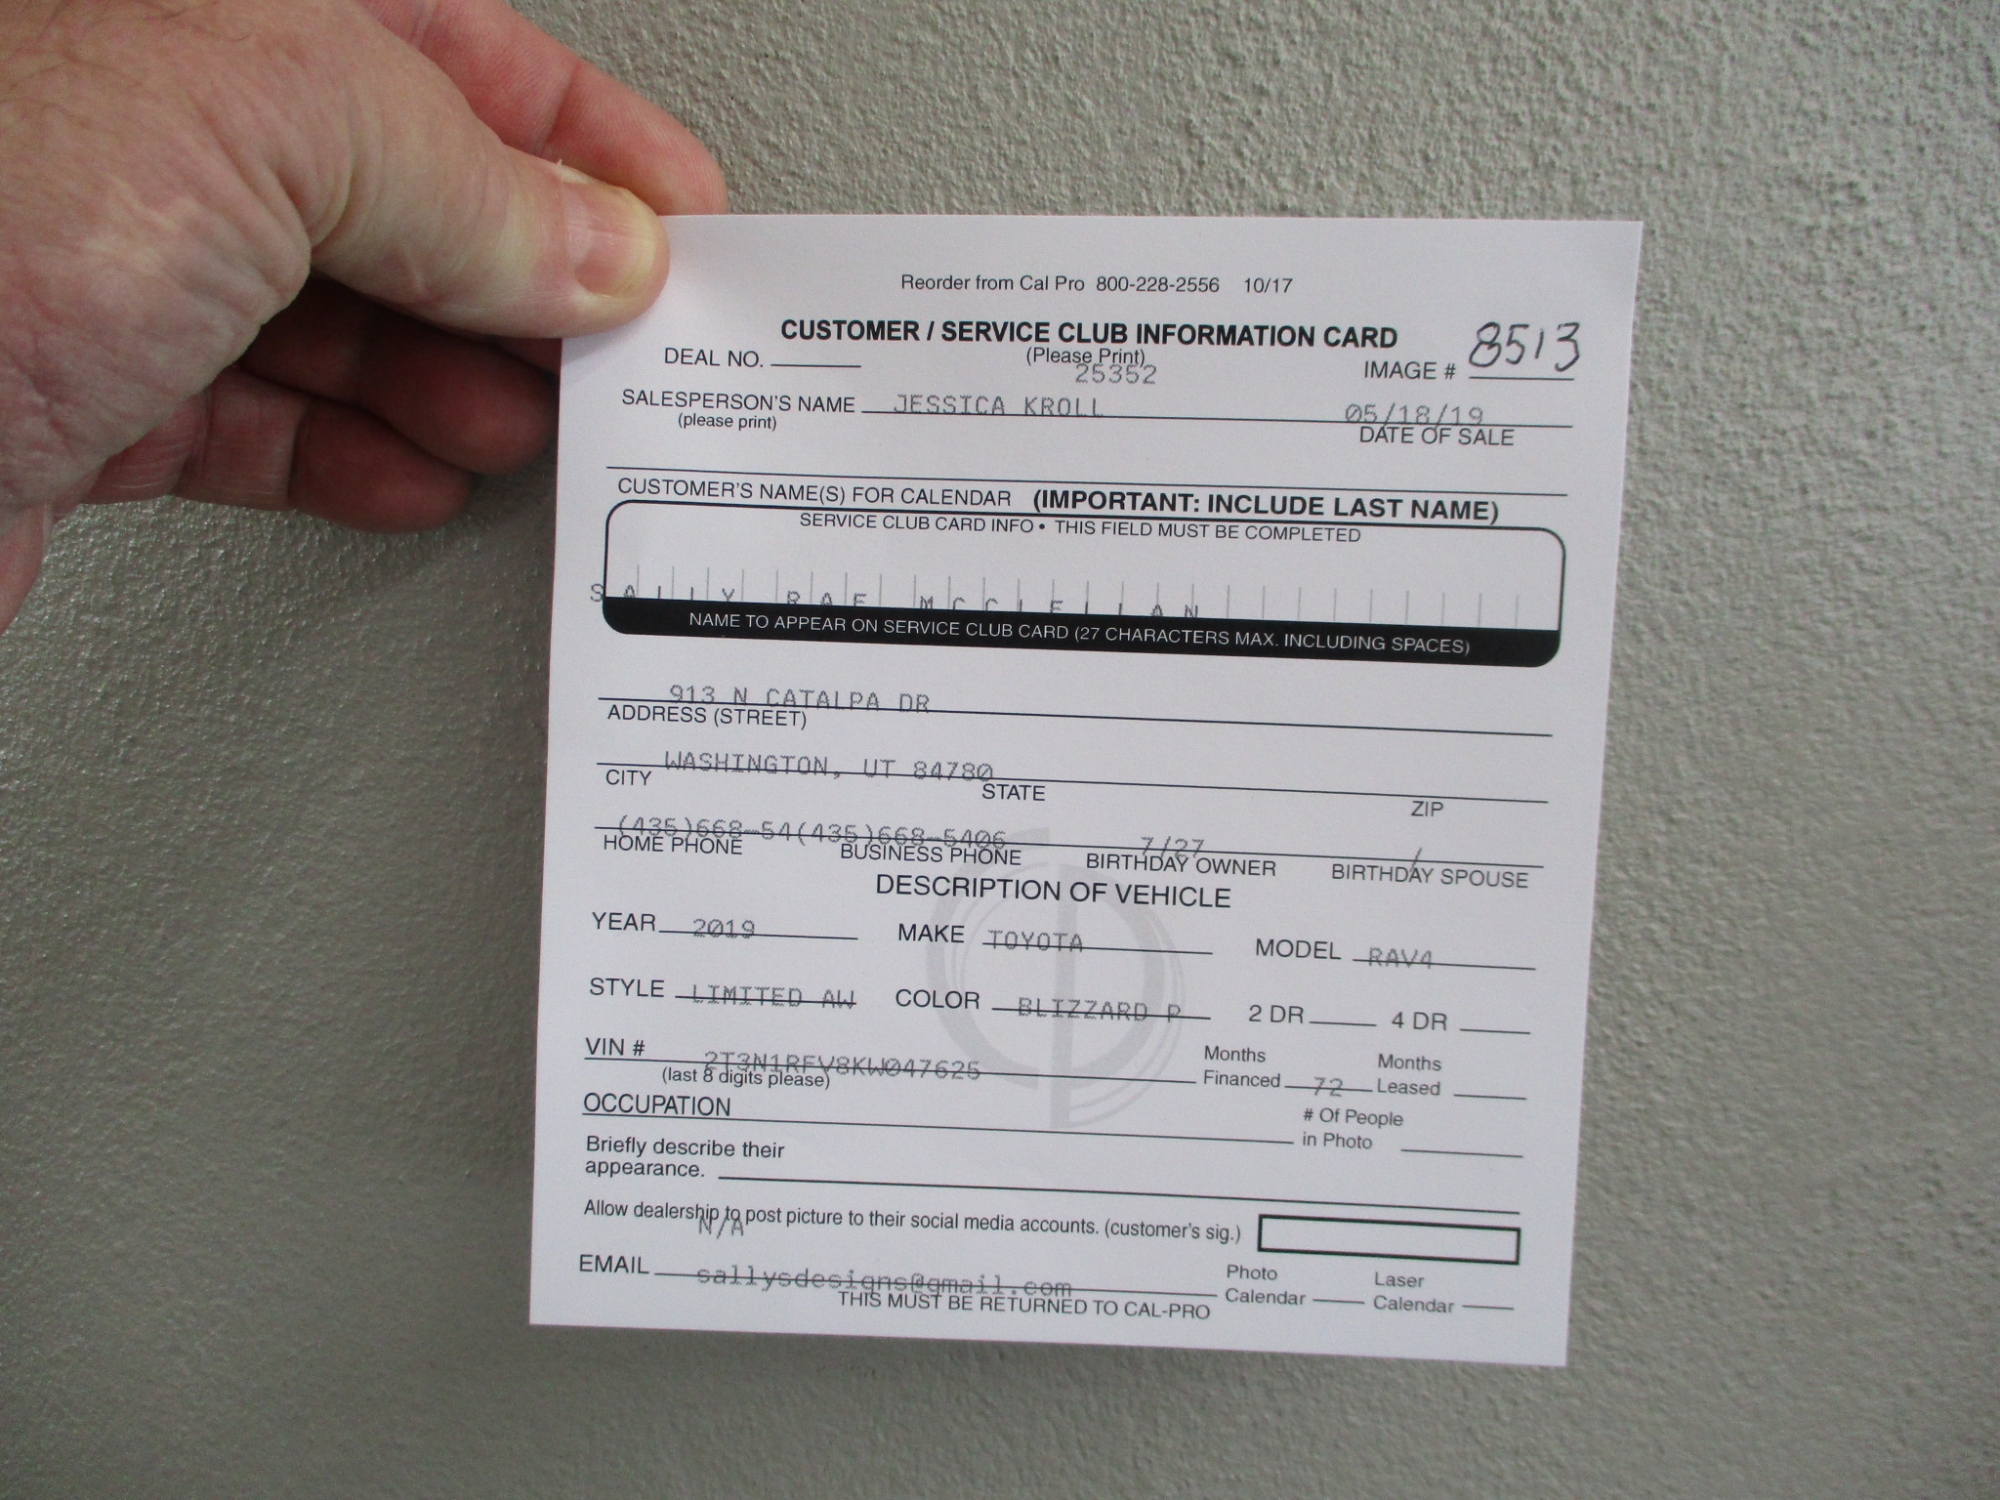 Reorder from Cal Pro 800-228-2556 10/17
CUSTOMER / SERVICE CLUB INFORMATION CARD
(Please Print)
DEAL NO. 25352 IMAGE # 8513
SALESPERSON'S NAME JESSICA KROLL 05/18/19
(please print) DATE OF SALE
CUSTOMER'S NAME(S) FOR CALENDAR (IMPORTANT: INCLUDE LAST NAME)
SERVICE CLUB CARD INFO • THIS FIELD MUST BE COMPLETED
SALLY RAE MCCLELLAN
NAME TO APPEAR ON SERVICE CLUB CARD (27 CHARACTERS MAX. INCLUDING SPACES)
913 N CATALPA DR
ADDRESS (STREET)
WASHINGTON, UT 84780
CITY STATE ZIP
(435)668-54(435)668-5406 7/27 /
HOME PHONE BUSINESS PHONE BIRTHDAY OWNER BIRTHDAY SPOUSE
DESCRIPTION OF VEHICLE
YEAR 2019 MAKE TOYOTA MODEL RAV4
STYLE LIMITED AW COLOR BLIZZARD P 2 DR 4 DR
VIN # 2T3N1RFV8KW047625
(last 8 digits please)
Months Financed 72 Months Leased
OCCUPATION
# Of People in Photo
Briefly describe their
appearance.
Allow dealership to post picture to their social media accounts. (customer's sig.)
N/A
EMAIL sallysdesigns@gmail.com
Photo Calendar Laser Calendar
THIS MUST BE RETURNED TO CAL-PRO